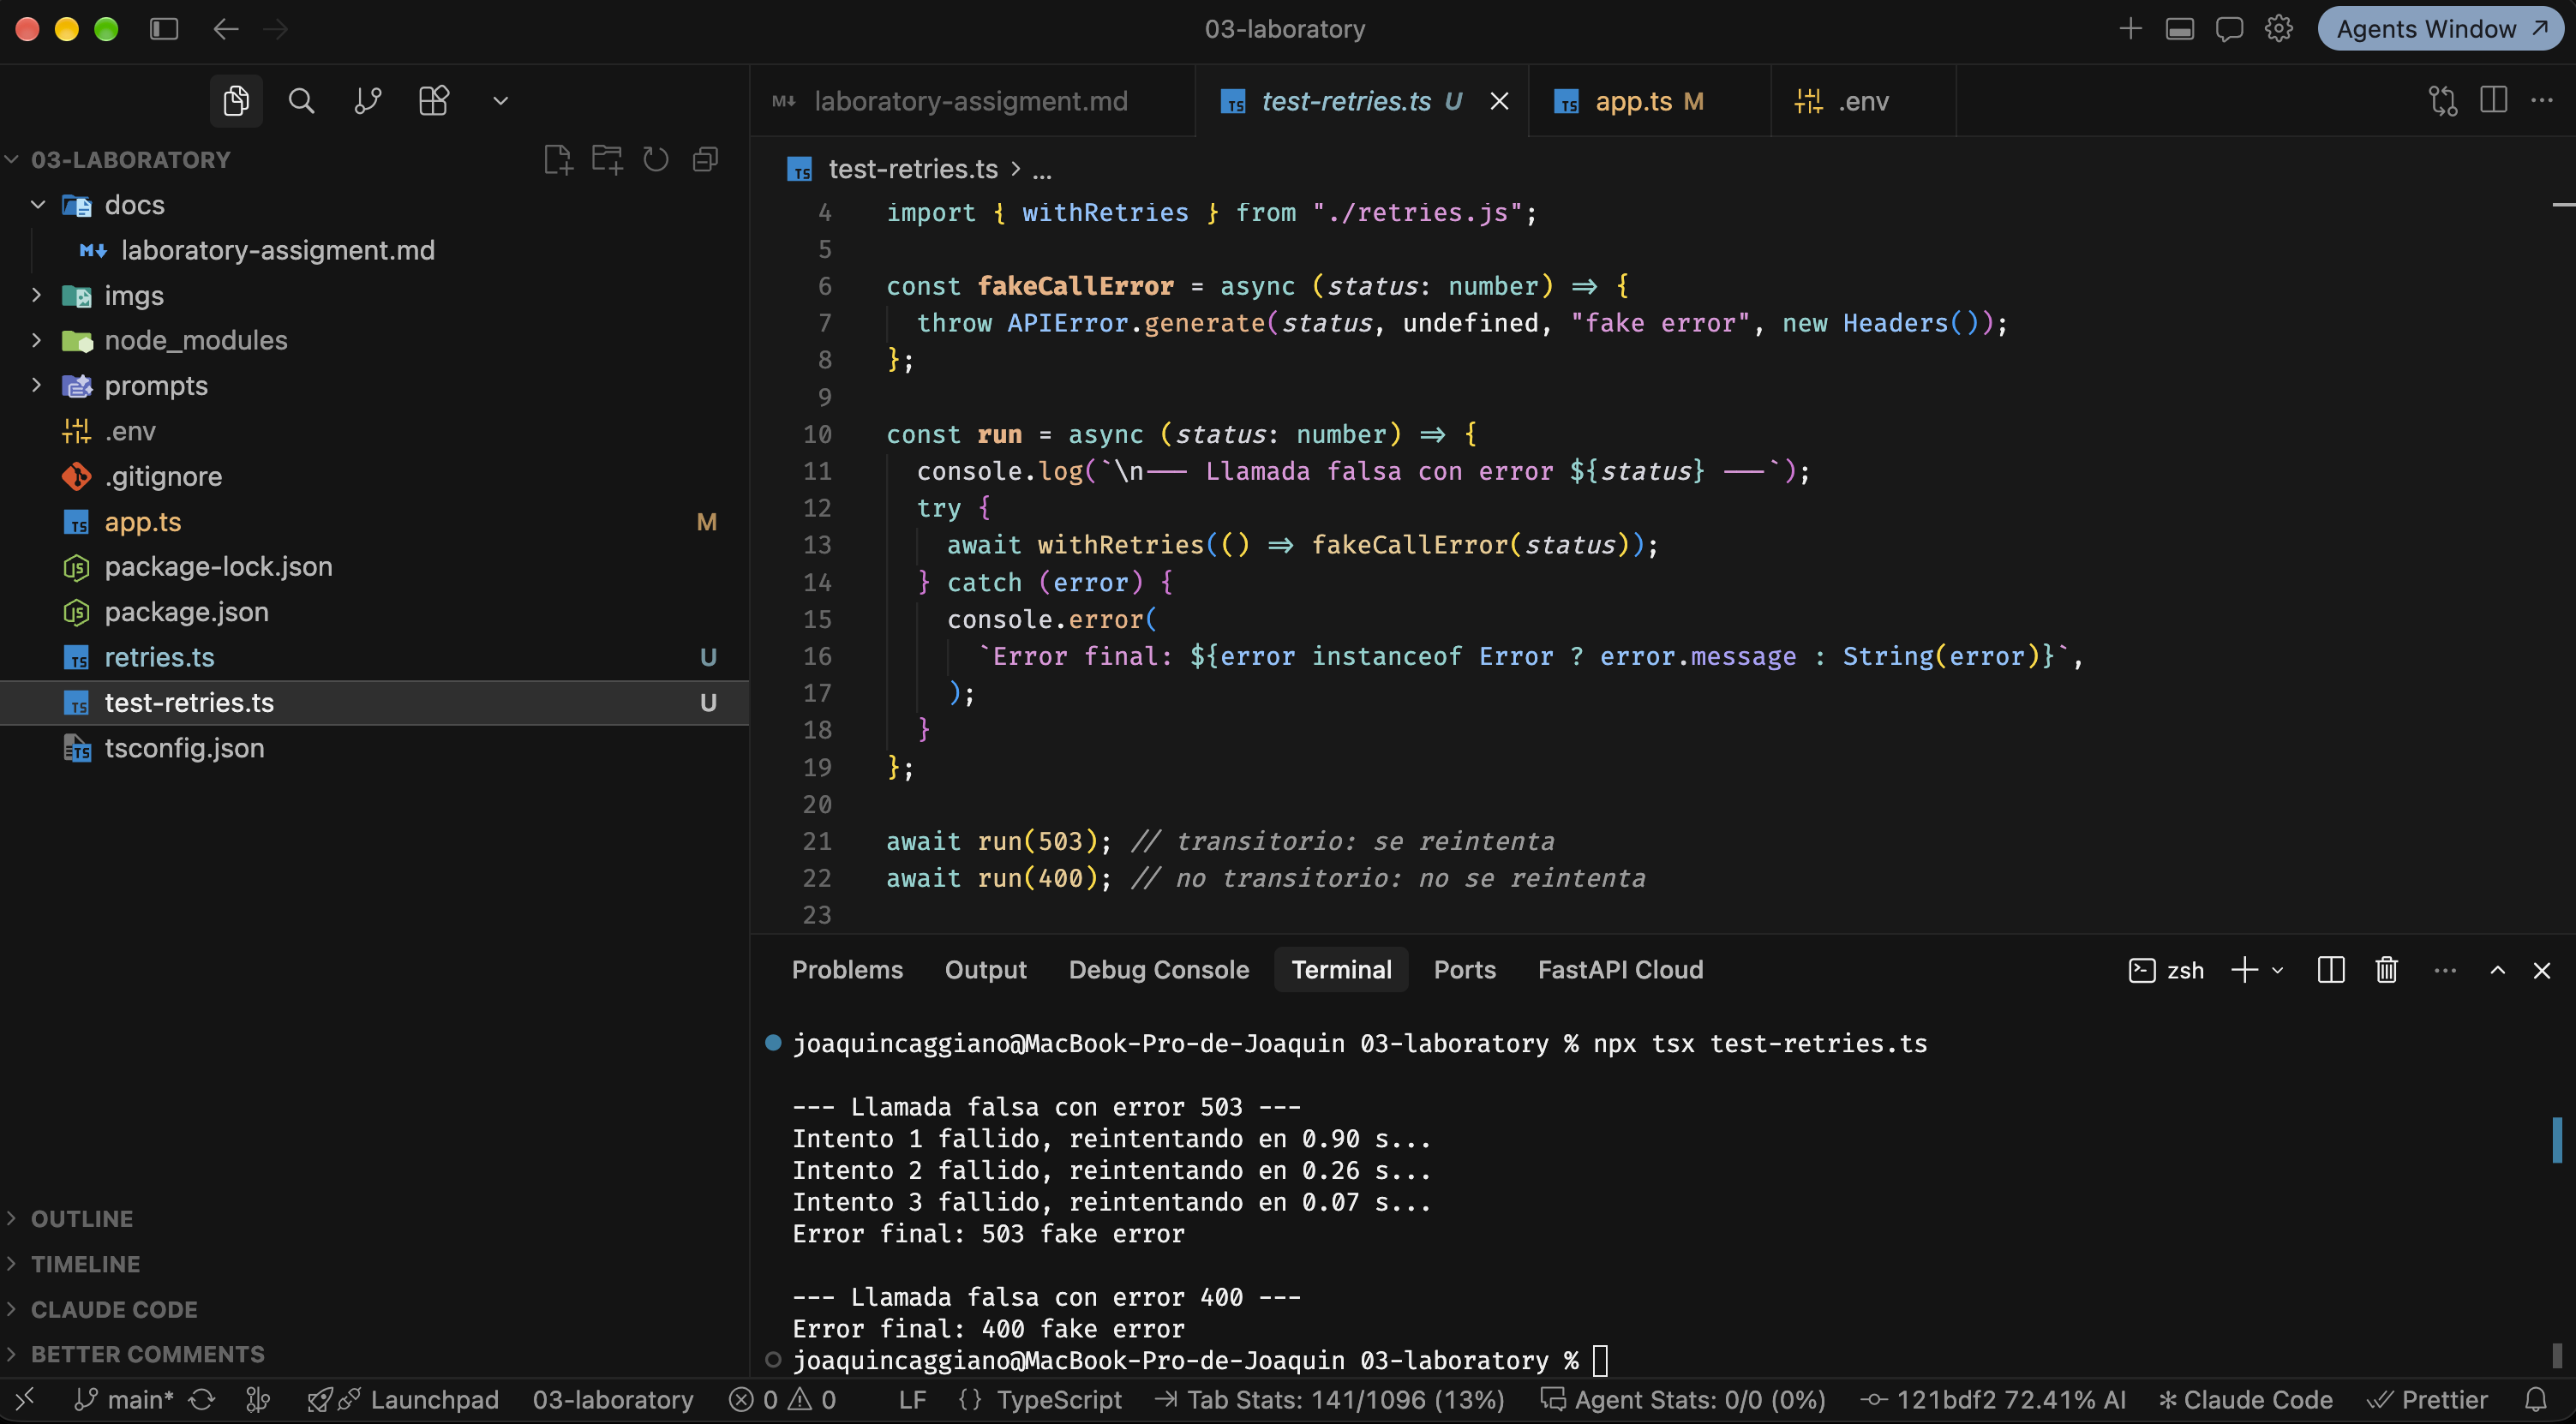 03-laboratory
Agents Window
laboratory-assigment.md
test-retries.ts U
app.ts M
.env
03-LABORATORY
docs
laboratory-assigment.md
imgs
node_modules
prompts
.env
.gitignore
app.ts M
package-lock.json
package.json
retries.ts U
test-retries.ts U
tsconfig.json
OUTLINE
TIMELINE
CLAUDE CODE
BETTER COMMENTS
test-retries.ts > ...
4 import { withRetries } from "./retries.js";
5
6 const fakeCallError = async (status: number) => {
7 throw APIError.generate(status, undefined, "fake error", new Headers());
8 };
9
10 const run = async (status: number) => {
11 console.log(`\n--- Llamada falsa con error ${status} ---`);
12 try {
13 await withRetries(() => fakeCallError(status));
14 } catch (error) {
15 console.error(
16 `Error final: ${error instanceof Error ? error.message : String(error)}`,
17 );
18 }
19 };
20
21 await run(503); // transitorio: se reintenta
22 await run(400); // no transitorio: no se reintenta
23
Problems Output Debug Console Terminal Ports FastAPI Cloud
zsh
joaquincaggiano@MacBook-Pro-de-Joaquin 03-laboratory % npx tsx test-retries.ts
--- Llamada falsa con error 503 ---
Intento 1 fallido, reintentando en 0.90 s...
Intento 2 fallido, reintentando en 0.26 s...
Intento 3 fallido, reintentando en 0.07 s...
Error final: 503 fake error
--- Llamada falsa con error 400 ---
Error final: 400 fake error
joaquincaggiano@MacBook-Pro-de-Joaquin 03-laboratory %
main* Launchpad 03-laboratory 0 0 LF {} TypeScript Tab Stats: 141/1096 (13%) Agent Stats: 0/0 (0%) 121bdf2 72.41% AI Claude Code Prettier